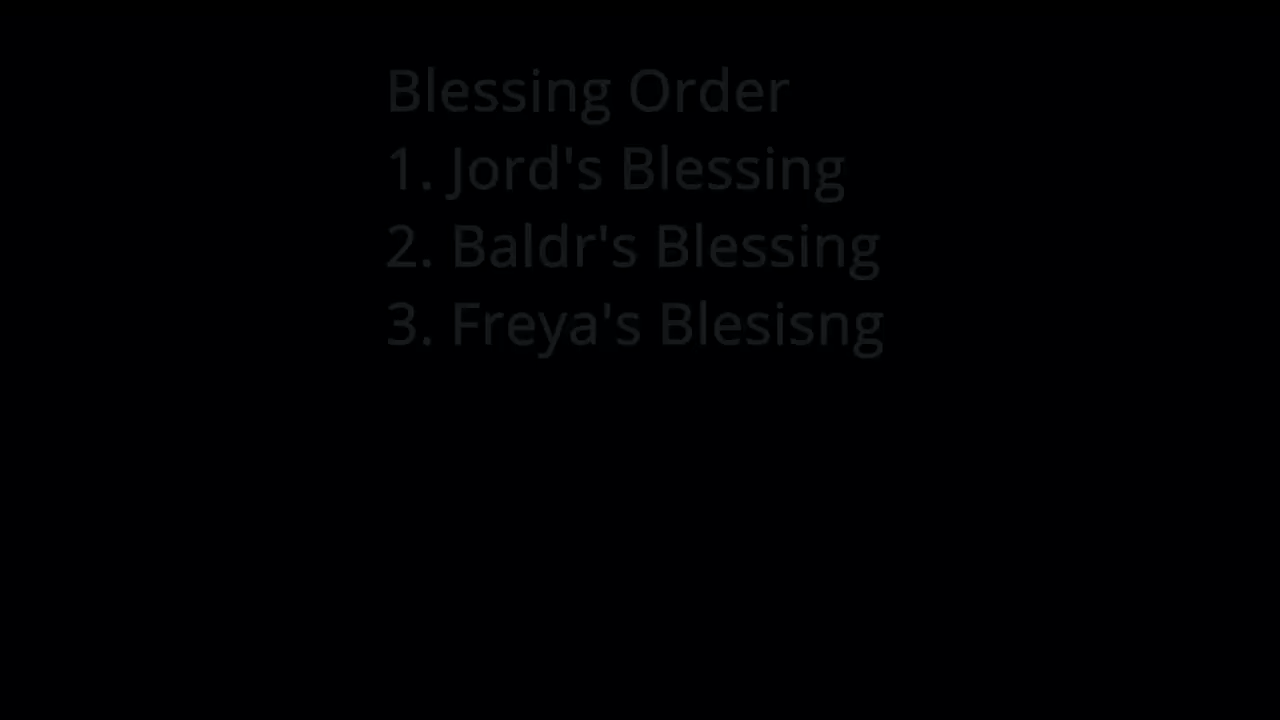 Blessing Order
1. Jord's Blessing
2. Baldr's Blessing
3. Freya's Blesisng